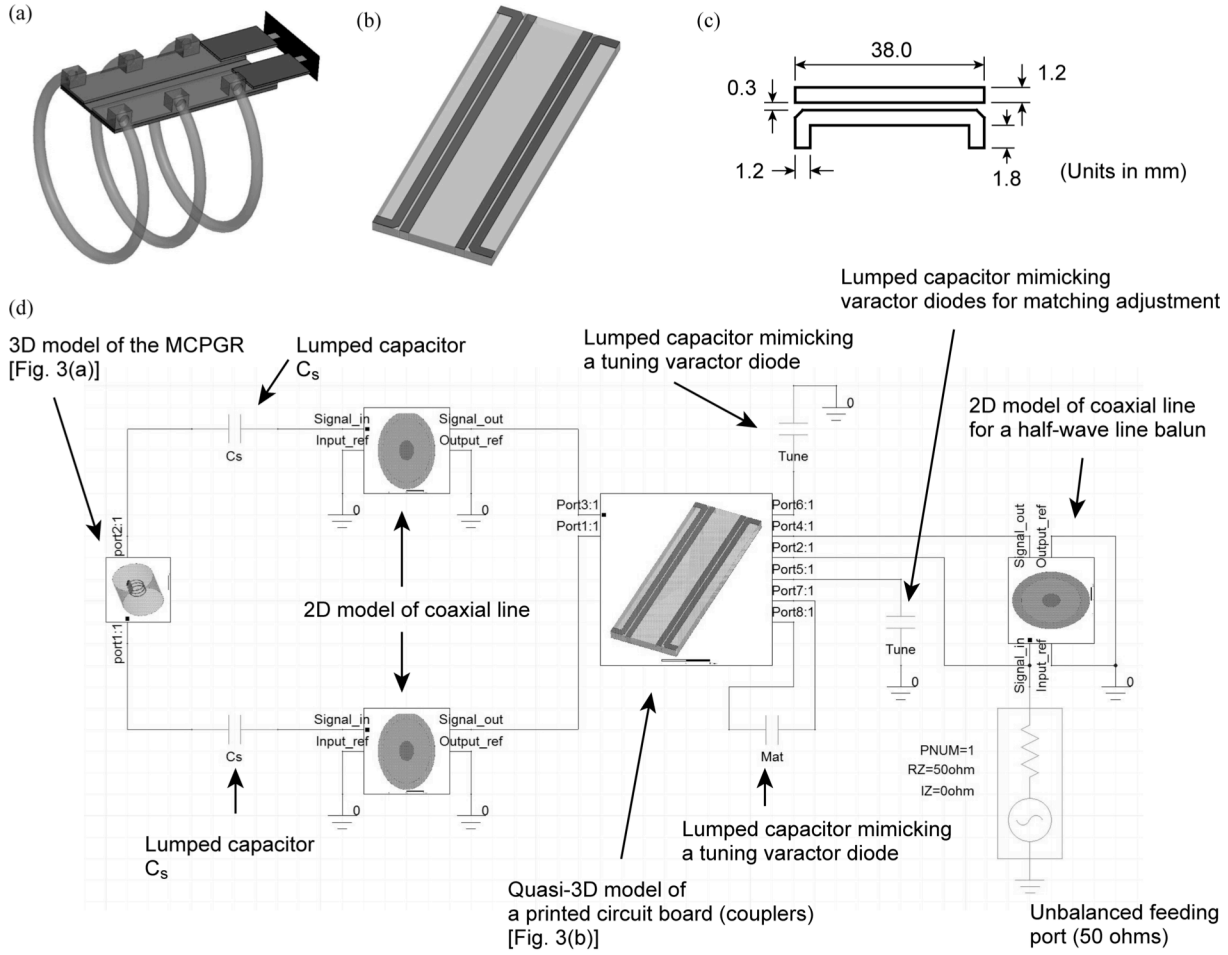 (a)
(b)
(c)
38.0
1.2
0.3
1.2
1.8
(Units in mm)
(d)
3D model of the MCPGR
[Fig. 3(a)]
Lumped capacitor
Cs
Lumped capacitor mimicking
a tuning varactor diode
Lumped capacitor mimicking
varactor diodes for matching adjustment
2D model of coaxial line
for a half-wave line balun
Cs
Signal_in
Input_ref
Signal_out
Output_ref
0
0
Tune
0
port2:1
port1:1
2D model of coaxial line
Port3:1
Port1:1
Port6:1
Port4:1
Port2:1
Port5:1
Port7:1
Port8:1
Signal_out
Output_ref
Signal_in
Input_ref
0
Tune
0
Cs
Signal_in
Input_ref
Signal_out
Output_ref
0
0
Mat
PNUM=1
RZ=50ohm
IZ=0ohm
0
Lumped capacitor
Cs
Lumped capacitor mimicking
a tuning varactor diode
Quasi-3D model of
a printed circuit board (couplers)
[Fig. 3(b)]
Unbalanced feeding
port (50 ohms)